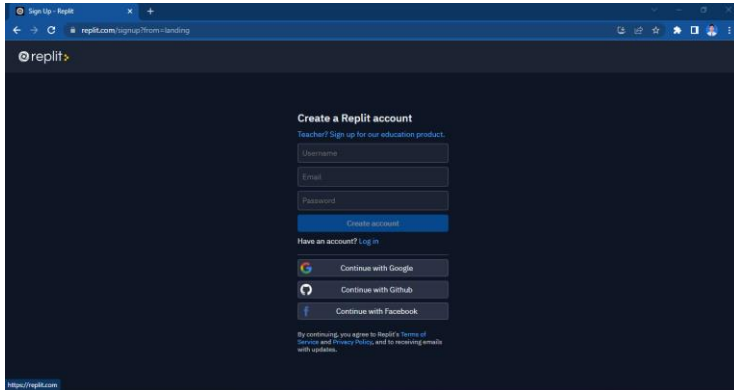 Sign Up - Replit
replit.com/signup?from=landing
replit
Create a Replit account
Teacher? Sign up for our education product.
Username
Email
Password
Create account
Have an account? Log in
Continue with Google
Continue with Github
Continue with Facebook
By continuing, you agree to Replit's Terms of
Service and Privacy Policy, and to receiving emails
with updates.
https://replit.com